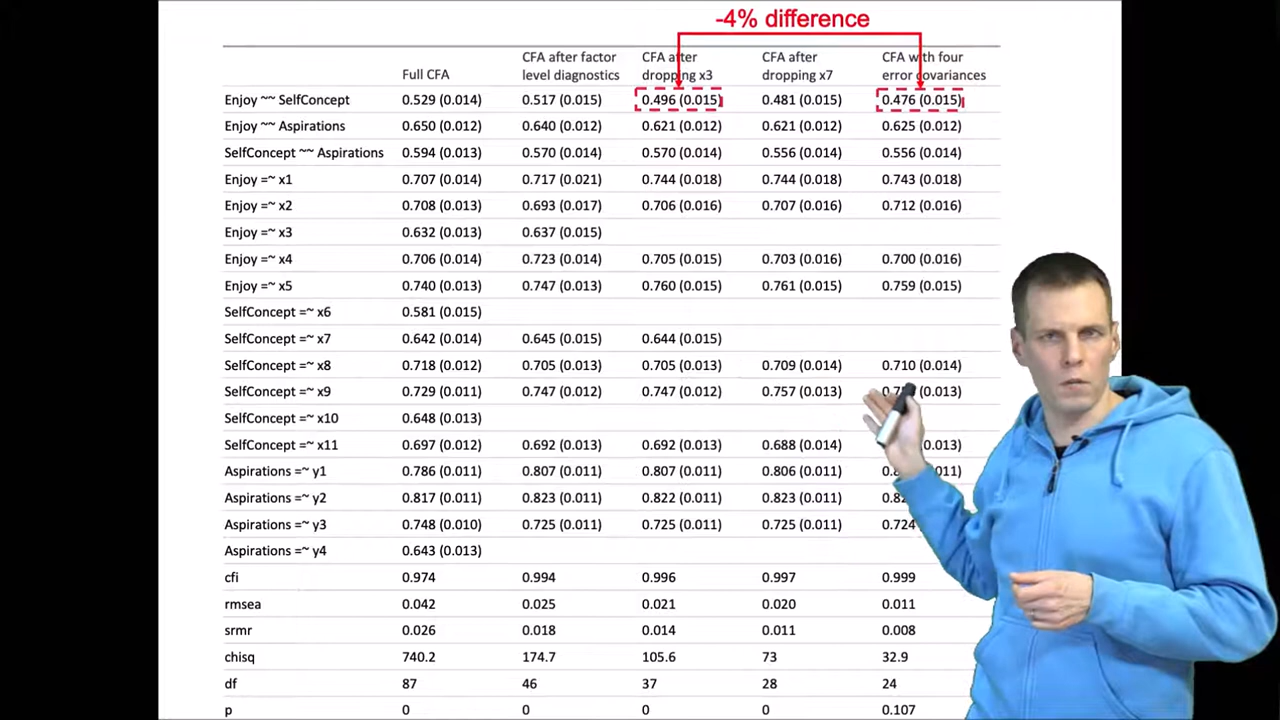 -4% difference
Full CFA CFA after factor level diagnostics CFA after dropping x3 CFA after dropping x7 CFA with four error covariances
Enjoy ~~ SelfConcept 0.529 (0.014) 0.517 (0.015) 0.496 (0.015) 0.481 (0.015) 0.476 (0.015)
Enjoy ~~ Aspirations 0.650 (0.012) 0.640 (0.012) 0.621 (0.012) 0.621 (0.012) 0.625 (0.012)
SelfConcept ~~ Aspirations 0.594 (0.013) 0.570 (0.014) 0.570 (0.014) 0.556 (0.014) 0.556 (0.014)
Enjoy =~ x1 0.707 (0.014) 0.717 (0.021) 0.744 (0.018) 0.744 (0.018) 0.743 (0.018)
Enjoy =~ x2 0.708 (0.013) 0.693 (0.017) 0.706 (0.016) 0.707 (0.016) 0.712 (0.016)
Enjoy =~ x3 0.632 (0.013) 0.637 (0.015)
Enjoy =~ x4 0.706 (0.014) 0.723 (0.014) 0.705 (0.015) 0.703 (0.016) 0.700 (0.016)
Enjoy =~ x5 0.740 (0.013) 0.747 (0.013) 0.760 (0.015) 0.761 (0.015) 0.759 (0.015)
SelfConcept =~ x6 0.581 (0.015)
SelfConcept =~ x7 0.642 (0.014) 0.645 (0.015) 0.644 (0.015)
SelfConcept =~ x8 0.718 (0.012) 0.705 (0.013) 0.705 (0.013) 0.709 (0.014) 0.710 (0.014)
SelfConcept =~ x9 0.729 (0.011) 0.747 (0.012) 0.747 (0.012) 0.757 (0.013) (0.013)
SelfConcept =~ x10 0.648 (0.013)
SelfConcept =~ x11 0.697 (0.012) 0.692 (0.013) 0.692 (0.013) 0.688 (0.014) (0.013)
Aspirations =~ y1 0.786 (0.011) 0.807 (0.011) 0.807 (0.011) 0.806 (0.011)
Aspirations =~ y2 0.817 (0.011) 0.823 (0.011) 0.822 (0.011) 0.823 (0.011)
Aspirations =~ y3 0.748 (0.010) 0.725 (0.011) 0.725 (0.011) 0.725 (0.011) 0.724
Aspirations =~ y4 0.643 (0.013)
cfi 0.974 0.994 0.996 0.997 0.999
rmsea 0.042 0.025 0.021 0.020 0.011
srmr 0.026 0.018 0.014 0.011 0.008
chisq 740.2 174.7 105.6 73 32.9
df 87 46 37 28 24
p 0 0 0 0 0.107